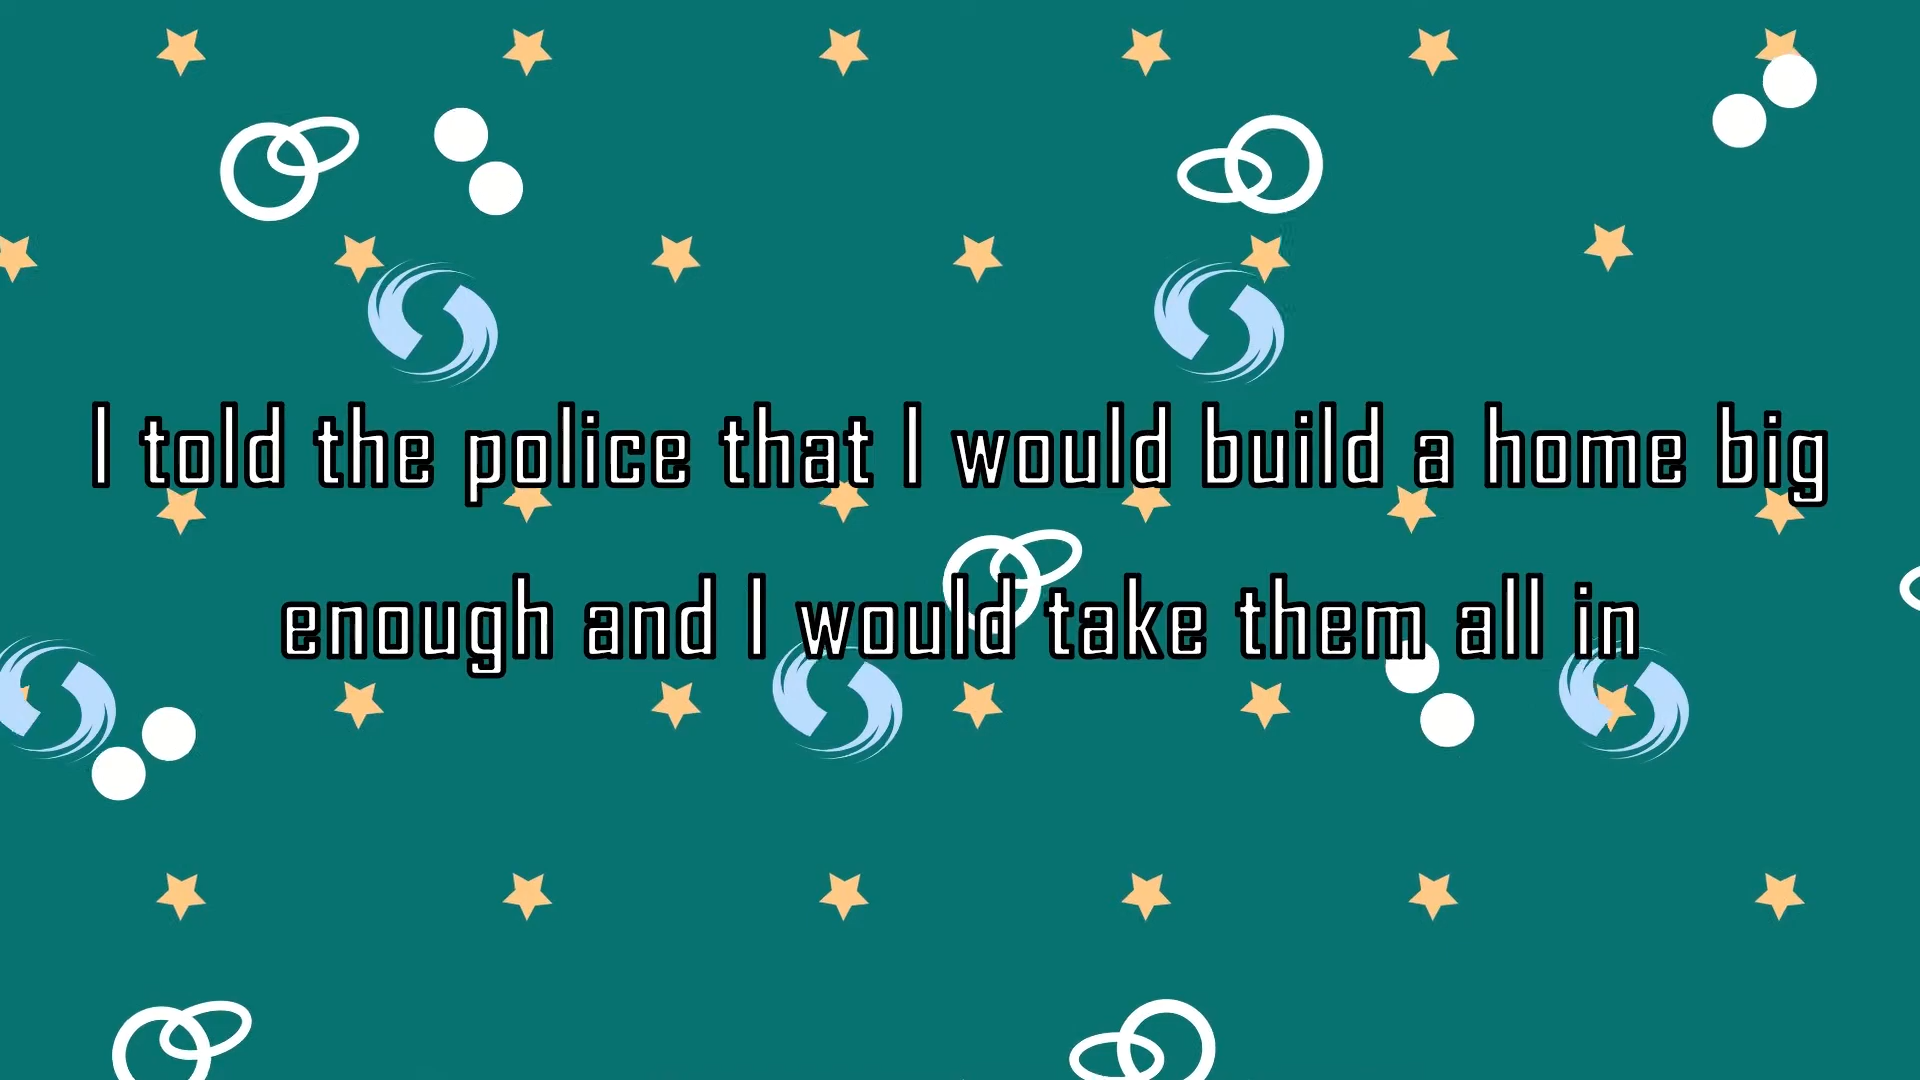 I told the police that I would build a home big
enough and I would take them all in